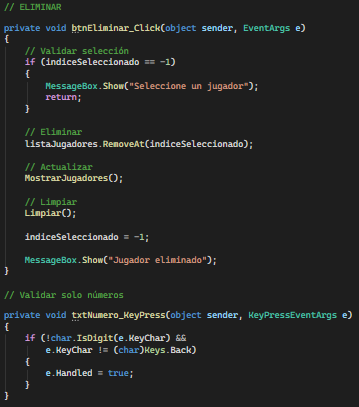 // ELIMINAR
private void btnEliminar_Click(object sender, EventArgs e)
{
// Validar selección
if (indiceSeleccionado == -1)
{
MessageBox.Show("Seleccione un jugador");
return;
}
// Eliminar
listaJugadores.RemoveAt(indiceSeleccionado);
// Actualizar
MostrarJugadores();
// Limpiar
Limpiar();
indiceSeleccionado = -1;
MessageBox.Show("Jugador eliminado");
}
// Validar solo números
private void txtNumero_KeyPress(object sender, KeyPressEventArgs e)
{
if (!char.IsDigit(e.KeyChar) &&
e.KeyChar != (char)Keys.Back)
{
e.Handled = true;
}
}